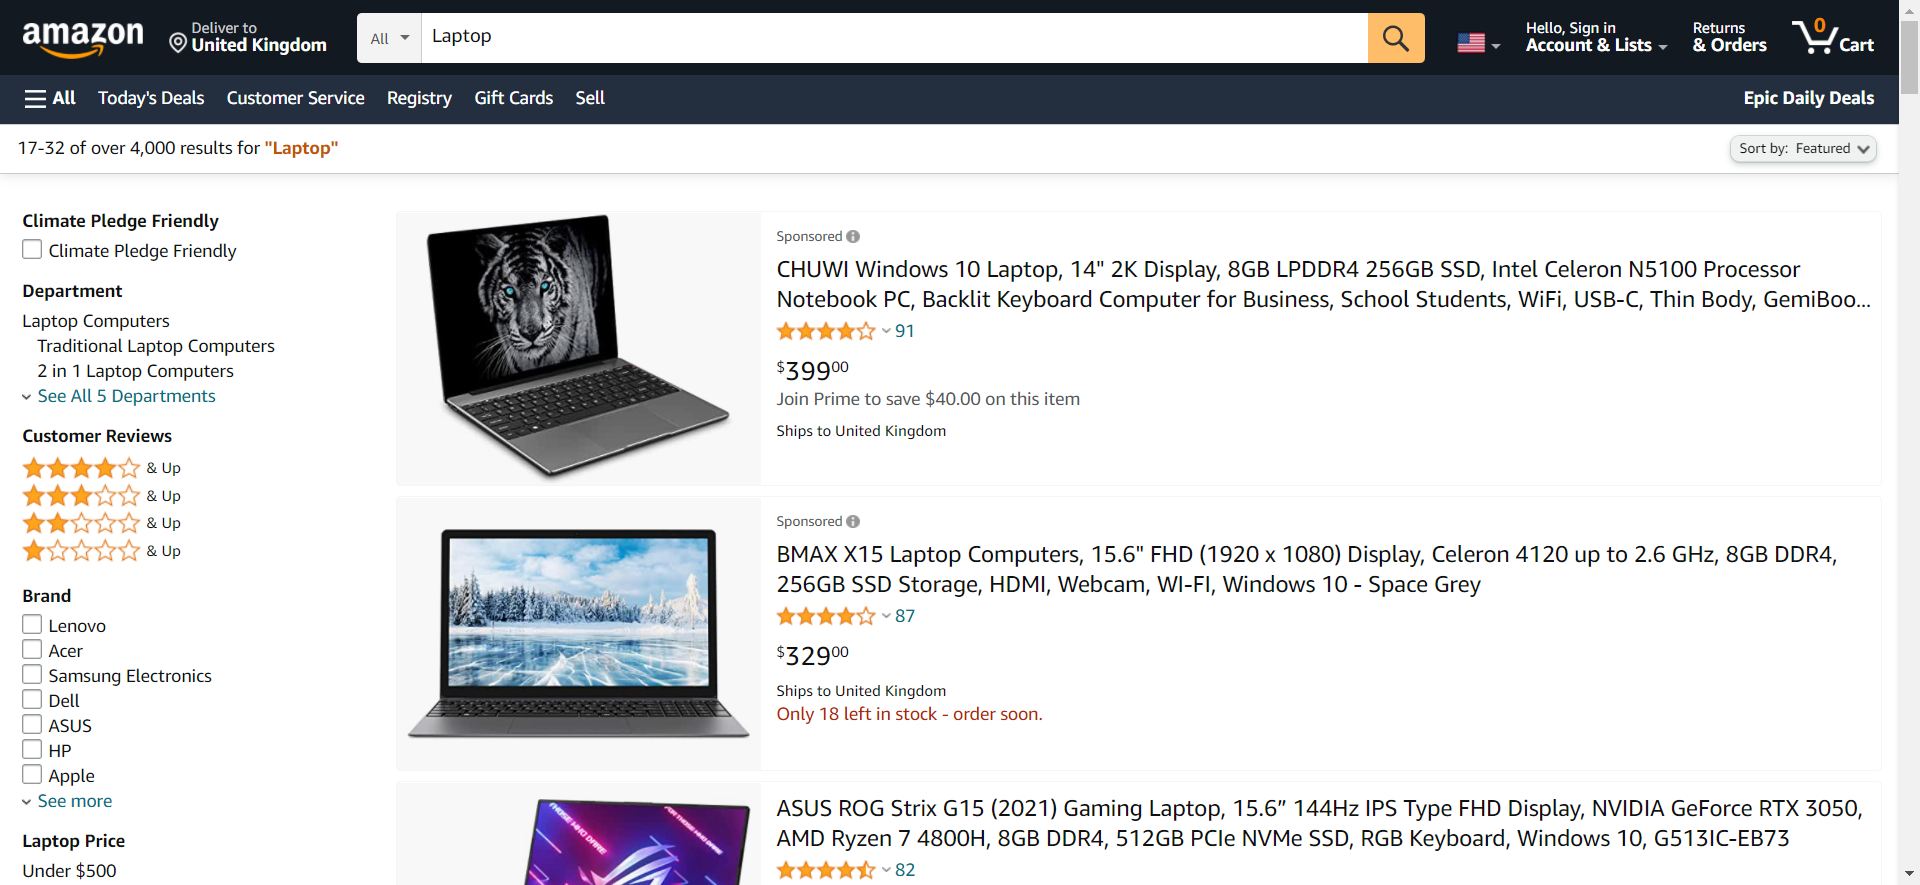 amazon
Deliver to
United Kingdom
All
Laptop
Hello, Sign in
Account & Lists
Returns
& Orders
0
Cart
All
Today's Deals
Customer Service
Registry
Gift Cards
Sell
Epic Daily Deals
17-32 of over 4,000 results for "Laptop"
Sort by: Featured
Climate Pledge Friendly
Climate Pledge Friendly
Department
Laptop Computers
Traditional Laptop Computers
2 in 1 Laptop Computers
See All 5 Departments
Customer Reviews
& Up
& Up
& Up
& Up
Brand
Lenovo
Acer
Samsung Electronics
Dell
ASUS
HP
Apple
See more
Laptop Price
Under $500
Sponsored
CHUWI Windows 10 Laptop, 14" 2K Display, 8GB LPDDR4 256GB SSD, Intel Celeron N5100 Processor
Notebook PC, Backlit Keyboard Computer for Business, School Students, WiFi, USB-C, Thin Body, GemiBoo...
91
$39900
Join Prime to save $40.00 on this item
Ships to United Kingdom
Sponsored
BMAX X15 Laptop Computers, 15.6" FHD (1920 x 1080) Display, Celeron 4120 up to 2.6 GHz, 8GB DDR4,
256GB SSD Storage, HDMI, Webcam, WI-FI, Windows 10 - Space Grey
87
$32900
Ships to United Kingdom
Only 18 left in stock - order soon.
THOSE WHO DARE
FOR THOSE WHO DARE
ASUS ROG Strix G15 (2021) Gaming Laptop, 15.6” 144Hz IPS Type FHD Display, NVIDIA GeForce RTX 3050,
AMD Ryzen 7 4800H, 8GB DDR4, 512GB PCIe NVMe SSD, RGB Keyboard, Windows 10, G513IC-EB73
82